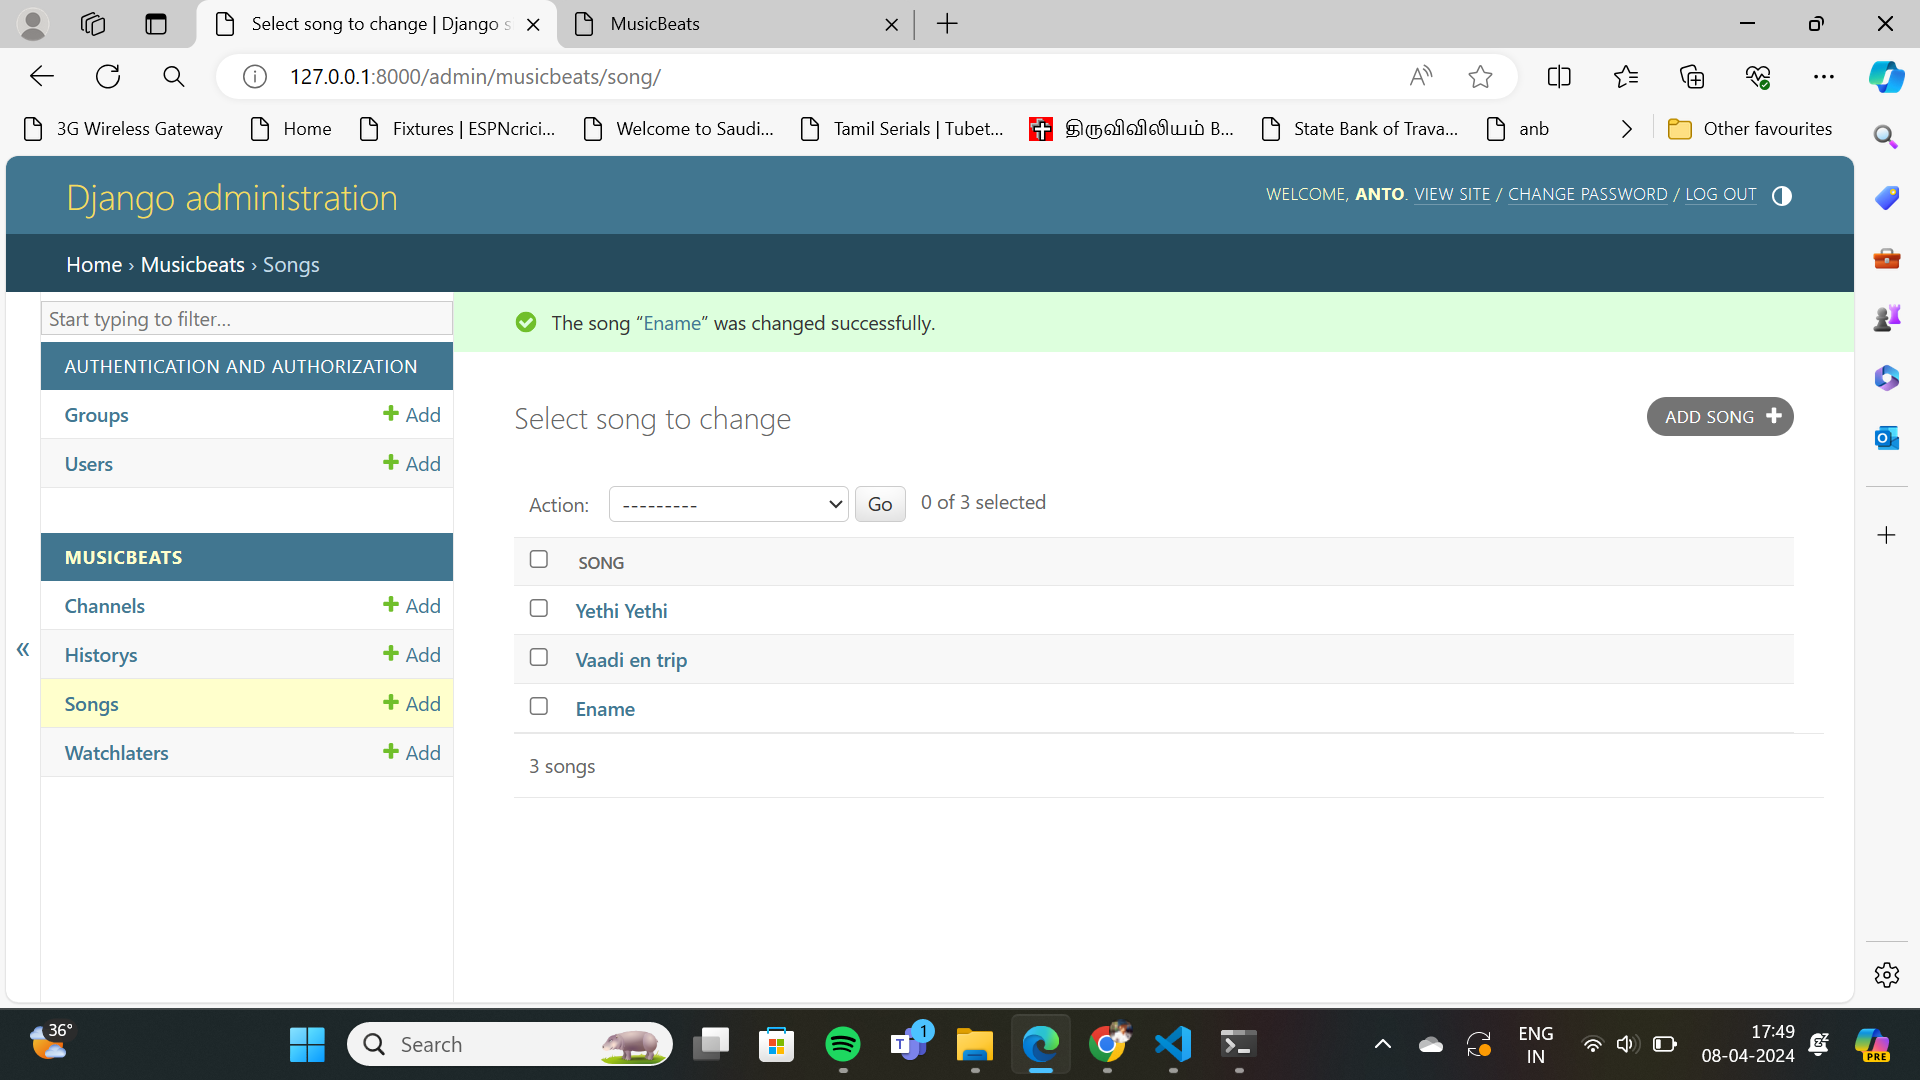 Select song to change | Django s
MusicBeats
127.0.0.1:8000/admin/musicbeats/song/
3G Wireless Gateway
Home
Fixtures | ESPNcrici...
Welcome to Saudi...
Tamil Serials | Tubet...
திருவிவிலியம் B...
State Bank of Trava...
anb
Other favourites
Django administration
WELCOME, ANTO. VIEW SITE / CHANGE PASSWORD / LOG OUT
Home › Musicbeats › Songs
Start typing to filter...
The song “Ename” was changed successfully.
AUTHENTICATION AND AUTHORIZATION
Groups + Add
Users + Add
MUSICBEATS
Channels + Add
Historys + Add
Songs + Add
Watchlaters + Add
«
Select song to change
ADD SONG +
Action: --------- Go 0 of 3 selected
SONG
Yethi Yethi
Vaadi en trip
Ename
3 songs
36°
Search
1
ENG
IN
17:49
08-04-2024
PRE